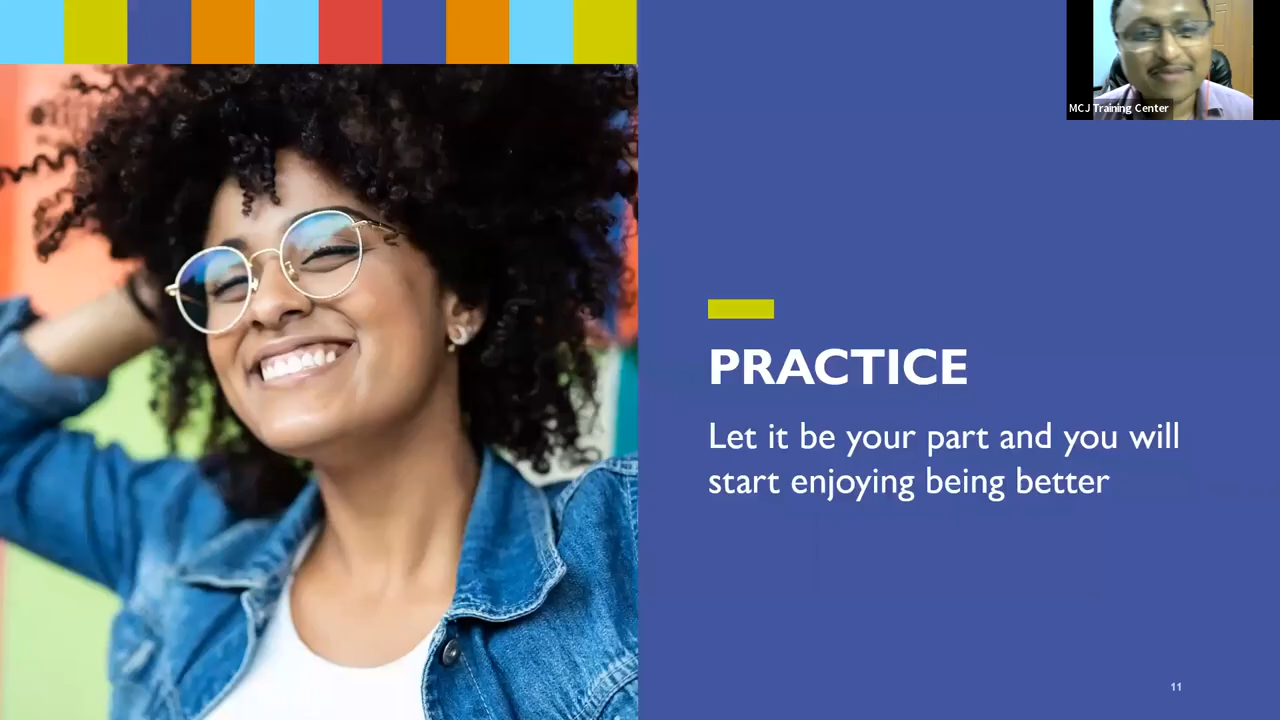 MCJ Training Center
PRACTICE
Let it be your part and you will
start enjoying being better
11